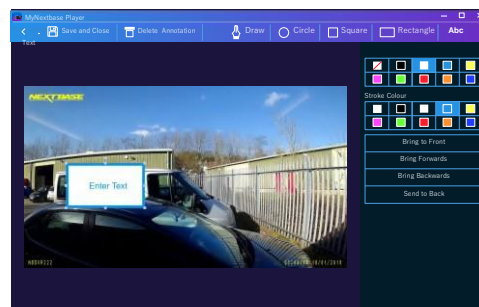 MyNextbase Player
Save and Close Delete Annotation Draw Circle Square Rectangle Abc
Text
NEXTBASE
Enter Text
Stroke Colour
Bring to Front
Bring Forwards
Bring Backwards
Send to Back